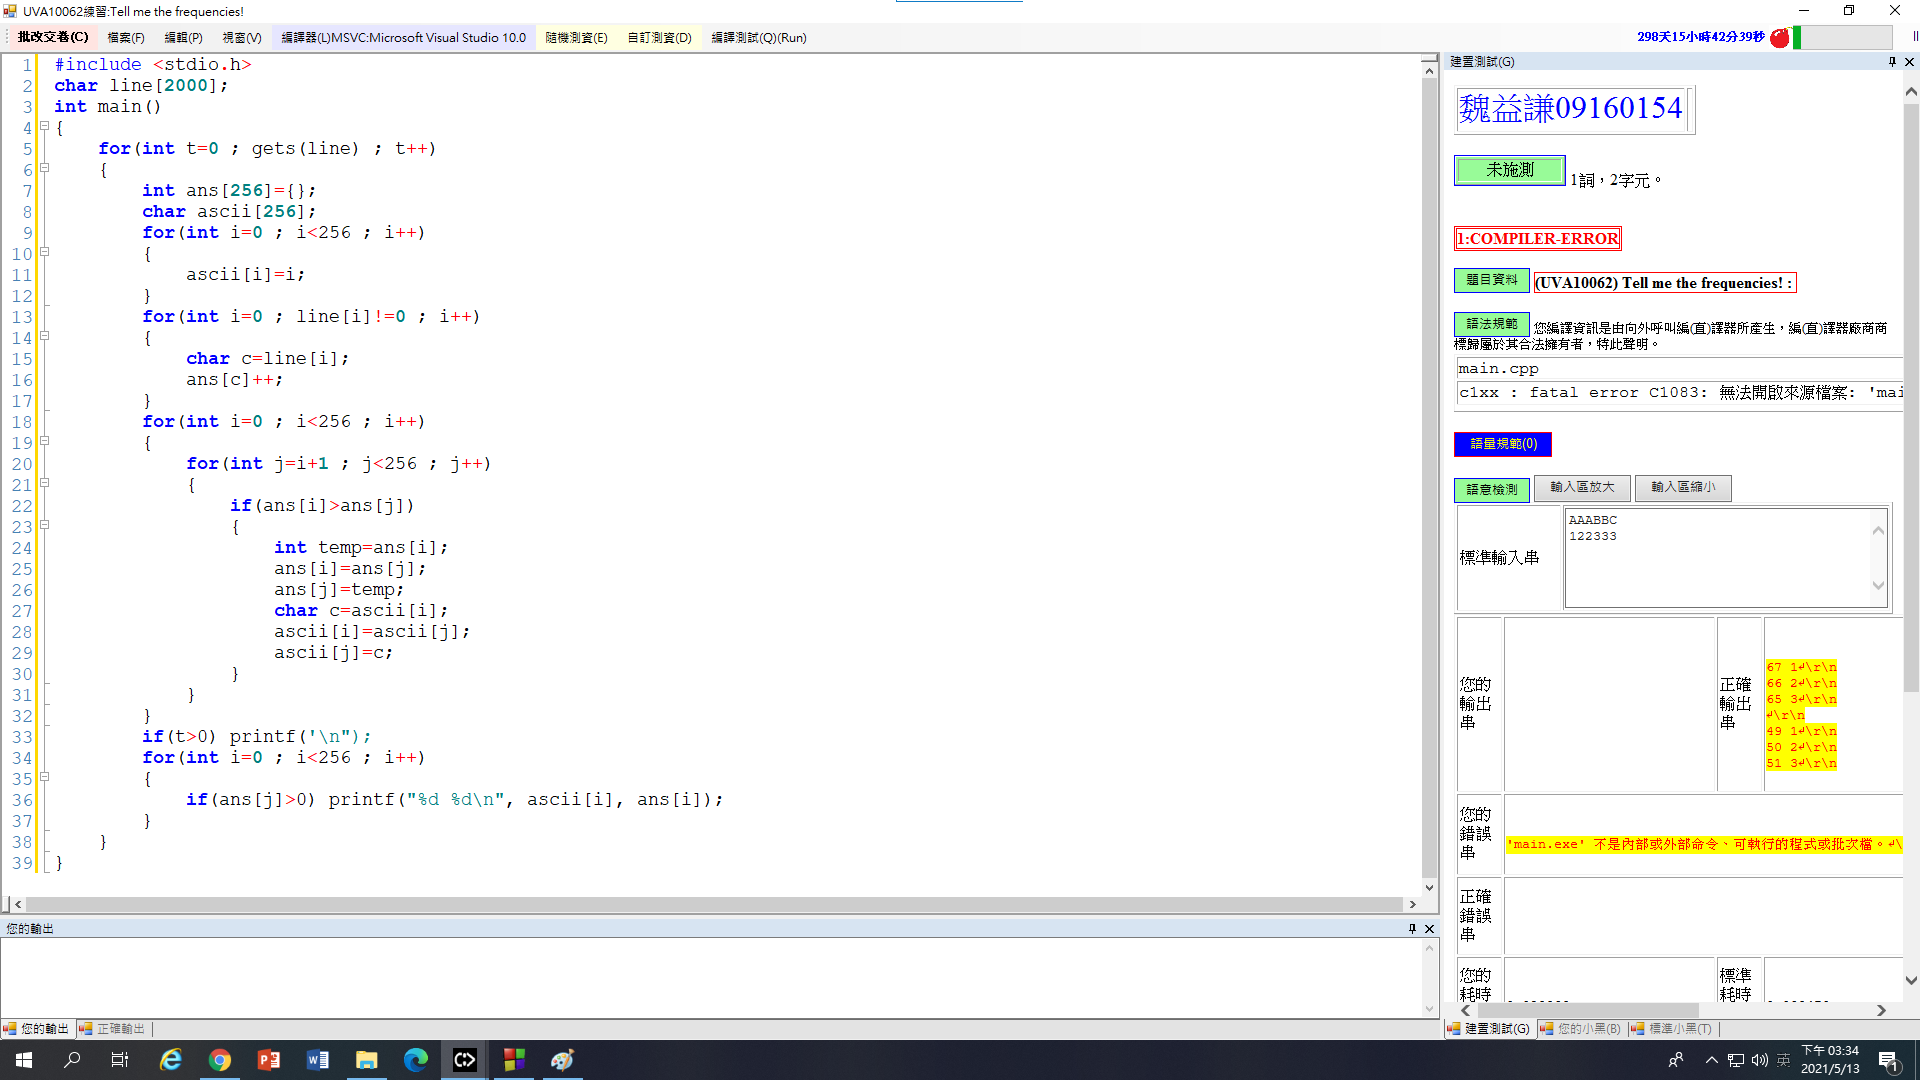 UVA10062練習:Tell me the frequencies!
批改交卷(C) 檔案(F) 編輯(P) 視窗(V) 編譯器(L)MSVC:Microsoft Visual Studio 10.0 隨機測資(E) 自訂測資(D) 編譯測試(Q)(Run) 298天15小時42分39秒
1 #include <stdio.h>
2 char line[2000];
3 int main()
4 {
5 for(int t=0 ; gets(line) ; t++)
6 {
7 int ans[256]={};
8 char ascii[256];
9 for(int i=0 ; i<256 ; i++)
10 {
11 ascii[i]=i;
12 }
13 for(int i=0 ; line[i]!=0 ; i++)
14 {
15 char c=line[i];
16 ans[c]++;
17 }
18 for(int i=0 ; i<256 ; i++)
19 {
20 for(int j=i+1 ; j<256 ; j++)
21 {
22 if(ans[i]>ans[j])
23 {
24 int temp=ans[i];
25 ans[i]=ans[j];
26 ans[j]=temp;
27 char c=ascii[i];
28 ascii[i]=ascii[j];
29 ascii[j]=c;
30 }
31 }
32 }
33 if(t>0) printf('\n");
34 for(int i=0 ; i<256 ; i++)
35 {
36 if(ans[j]>0) printf("%d %d\n", ascii[i], ans[i]);
37 }
38 }
39 }
您的輸出
您的輸出 正確輸出
建置測試(G)
魏益謙09160154
未施測 1詞，2字元。
1:COMPILER-ERROR
題目資料 (UVA10062) Tell me the frequencies! :
語法規範 您編譯資訊是由向外呼叫編(直)譯器所產生，編(直)譯器廠商商
標歸屬於其合法擁有者，特此聲明。
main.cpp
c1xx : fatal error C1083: 無法開啟來源檔案: 'mai
語量規範(0)
語意檢測 輸入區放大 輸入區縮小
標準輸入串
AAABBC
122333
您的輸出串
正確輸出串
67 1↲\r\n
66 2↲\r\n
65 3↲\r\n
↲\r\n
49 1↲\r\n
50 2↲\r\n
51 3↲\r\n
您的錯誤串
'main.exe' 不是內部或外部命令、可執行的程式或批次檔。↲\
正確錯誤串
您的耗時
標準耗時
建置測試(G) 您的小黑(B) 標準小黑(T)
英
下午 03:34
2021/5/13
1